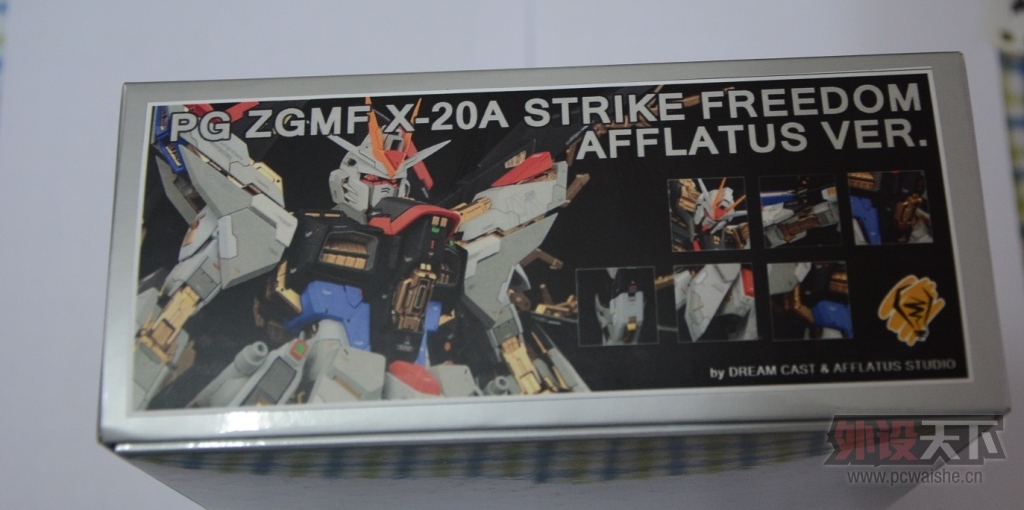 PG ZGMF X-20A STRIKE FREEDOM
AFFLATUS VER.
by DREAM CAST & AFFLATUS STUDIO
外设天下
www.pcwaishe.cn